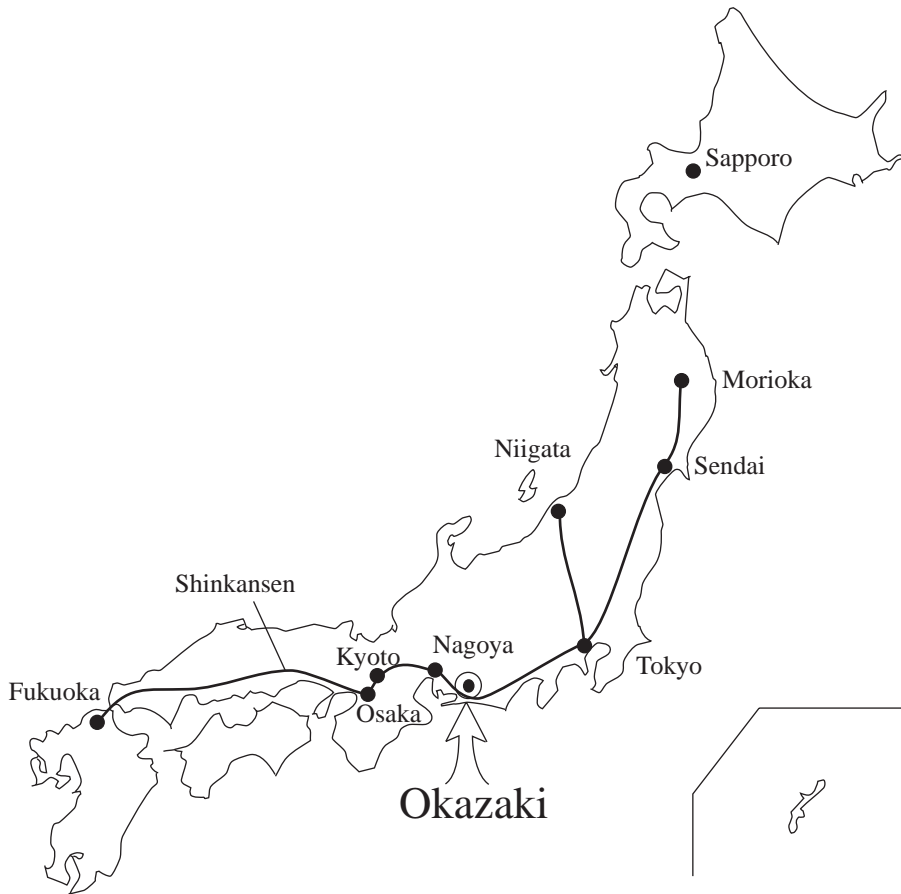 Sapporo
Morioka
Niigata
Sendai
Shinkansen
Nagoya
Kyoto
Tokyo
Fukuoka
Osaka
Okazaki